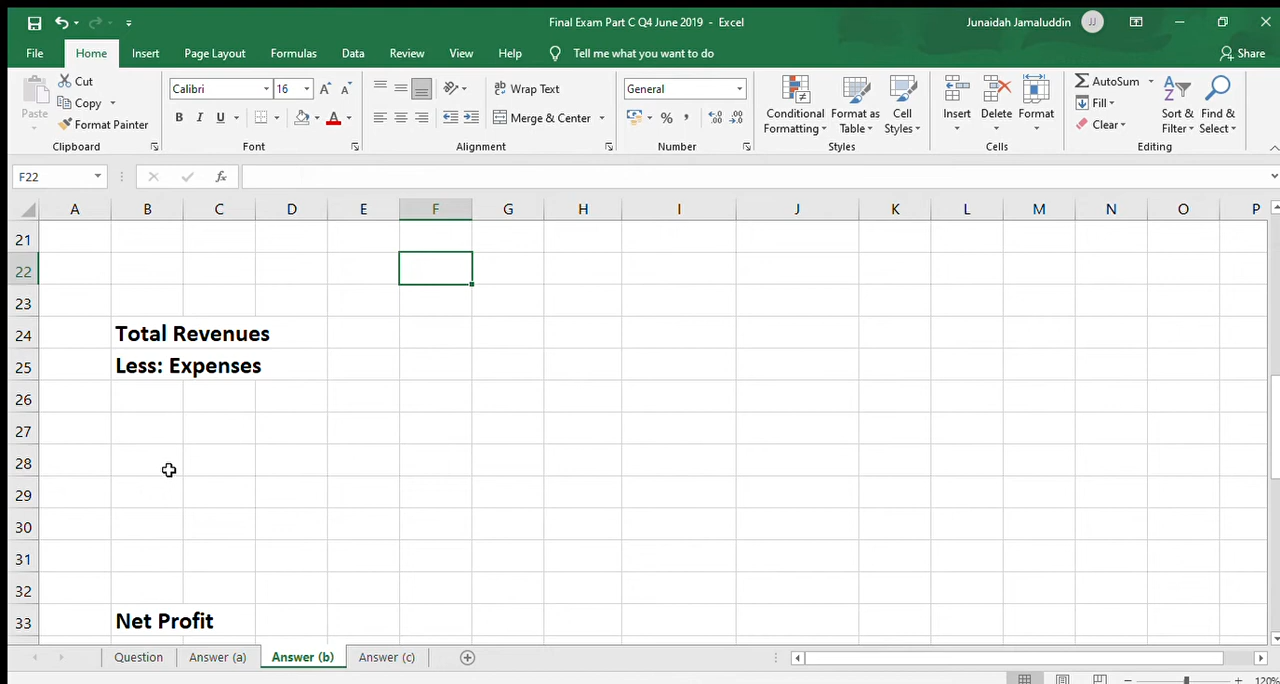 Final Exam Part C Q4 June 2019 - Excel
Junaidah Jamaluddin
JJ
File Home Insert Page Layout Formulas Data Review View Help Tell me what you want to do Share
Paste
Cut
Copy
Format Painter
Calibri 16
A A
B I U A
Wrap Text
Merge & Center
General
% ,
Conditional Formatting
Format as Table
Cell Styles
Insert Delete Format
AutoSum
Fill
Clear
Sort & Filter
Find & Select
Clipboard Font Alignment Number Styles Cells Editing
F22 fx
A B C D E F G H I J K L M N O P
21
22
23
24 Total Revenues
25 Less: Expenses
26
27
28
29
30
31
32
33 Net Profit
Question Answer (a) Answer (b) Answer (c)
120%